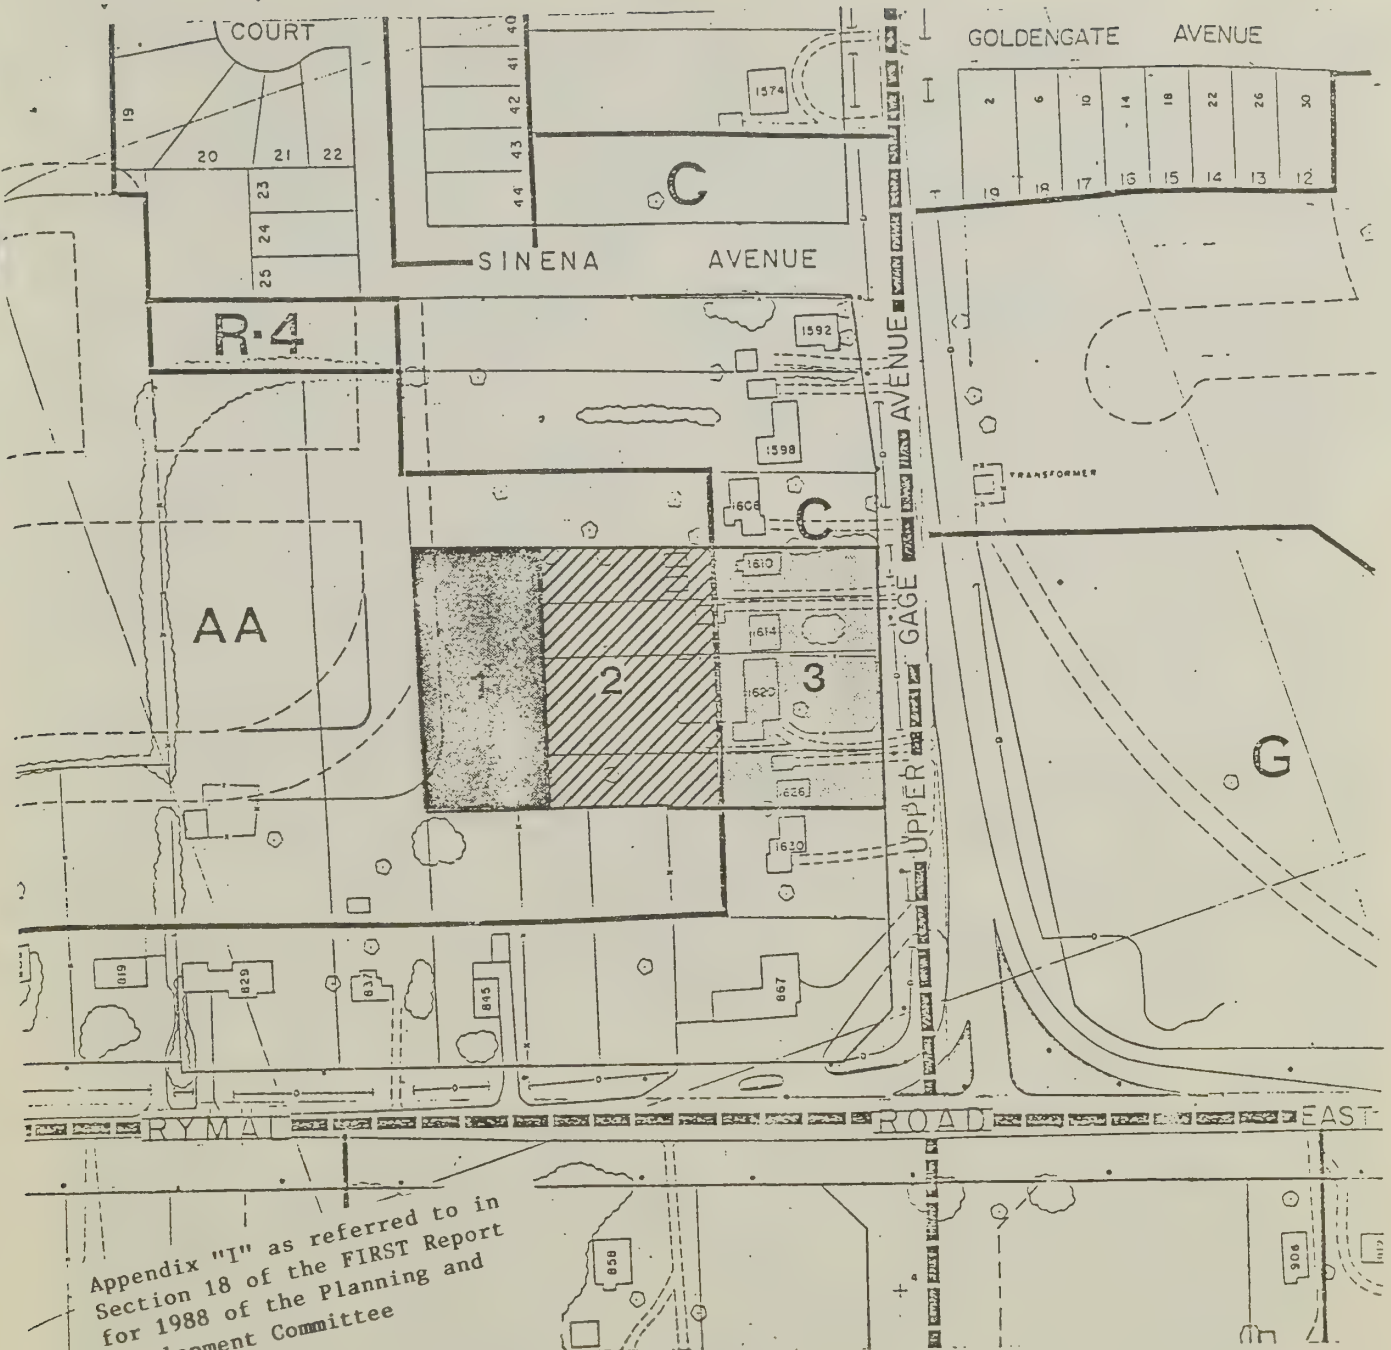 COURT
GOLDENGATE AVENUE
40
41
42
43
44
1574
2 6 10 14 18 22 26 30
19 18 17 16 15 14 13 12
19
20 21 22
23
24
25
C
SINENA AVENUE
R-4
1592
1598
TRANSFORMER
1608
C
1610
AA
1614
2
1620
3
1626
1630
G
UPPER GAGE AVENUE
819
829
837
845
867
RYMAL ROAD EAST
858
906
Appendix "I" as referred to in
Section 18 of the FIRST Report
for 1988 of the Planning and
Committee